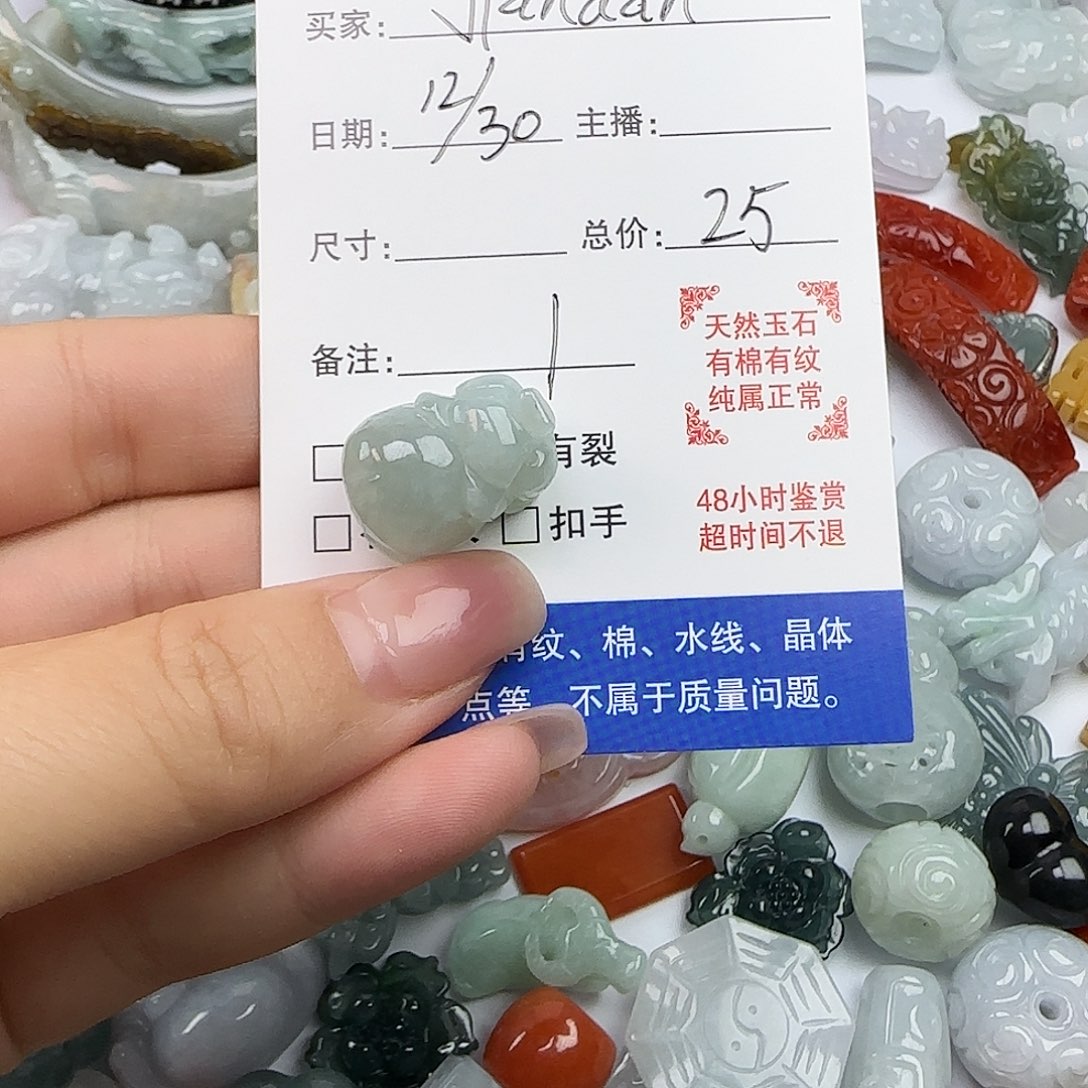 买家:
日期: 12/30 主播:
尺寸: 总价: 25
备注: 1
天然玉石
有棉有纹
纯属正常
有裂
扣手
48小时鉴赏
超时间不退
有纹、棉、水线、晶体
点等 不属于质量问题。